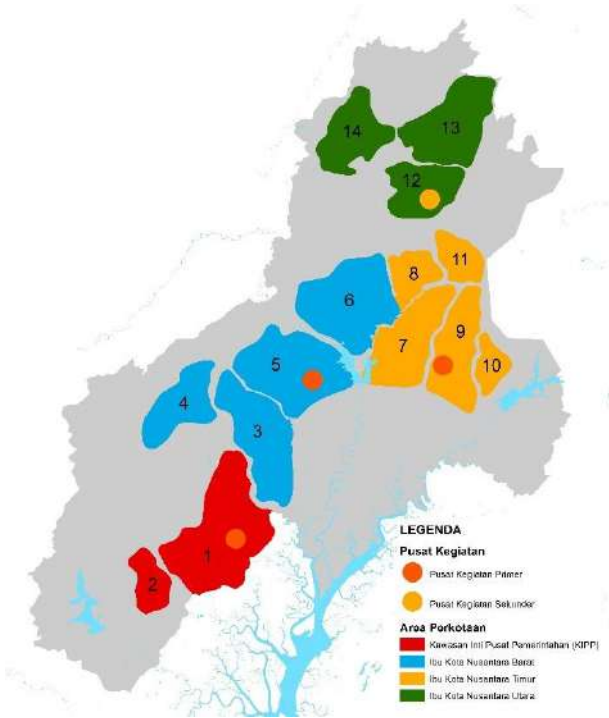 14
13
12
11
8
6
7
9
10
5
4
3
1
2
LEGENDA
Pusat Kegiatan
Pusat Kegiatan Primer
Pusat Kegiatan Sekunder
Area Perkotaan
Kawasan Inti Pusat Pemerintahan (KIPP)
Ibu Kota Nusantara Barat
Ibu Kota Nusantara Timur
Ibu Kota Nusantara Utara